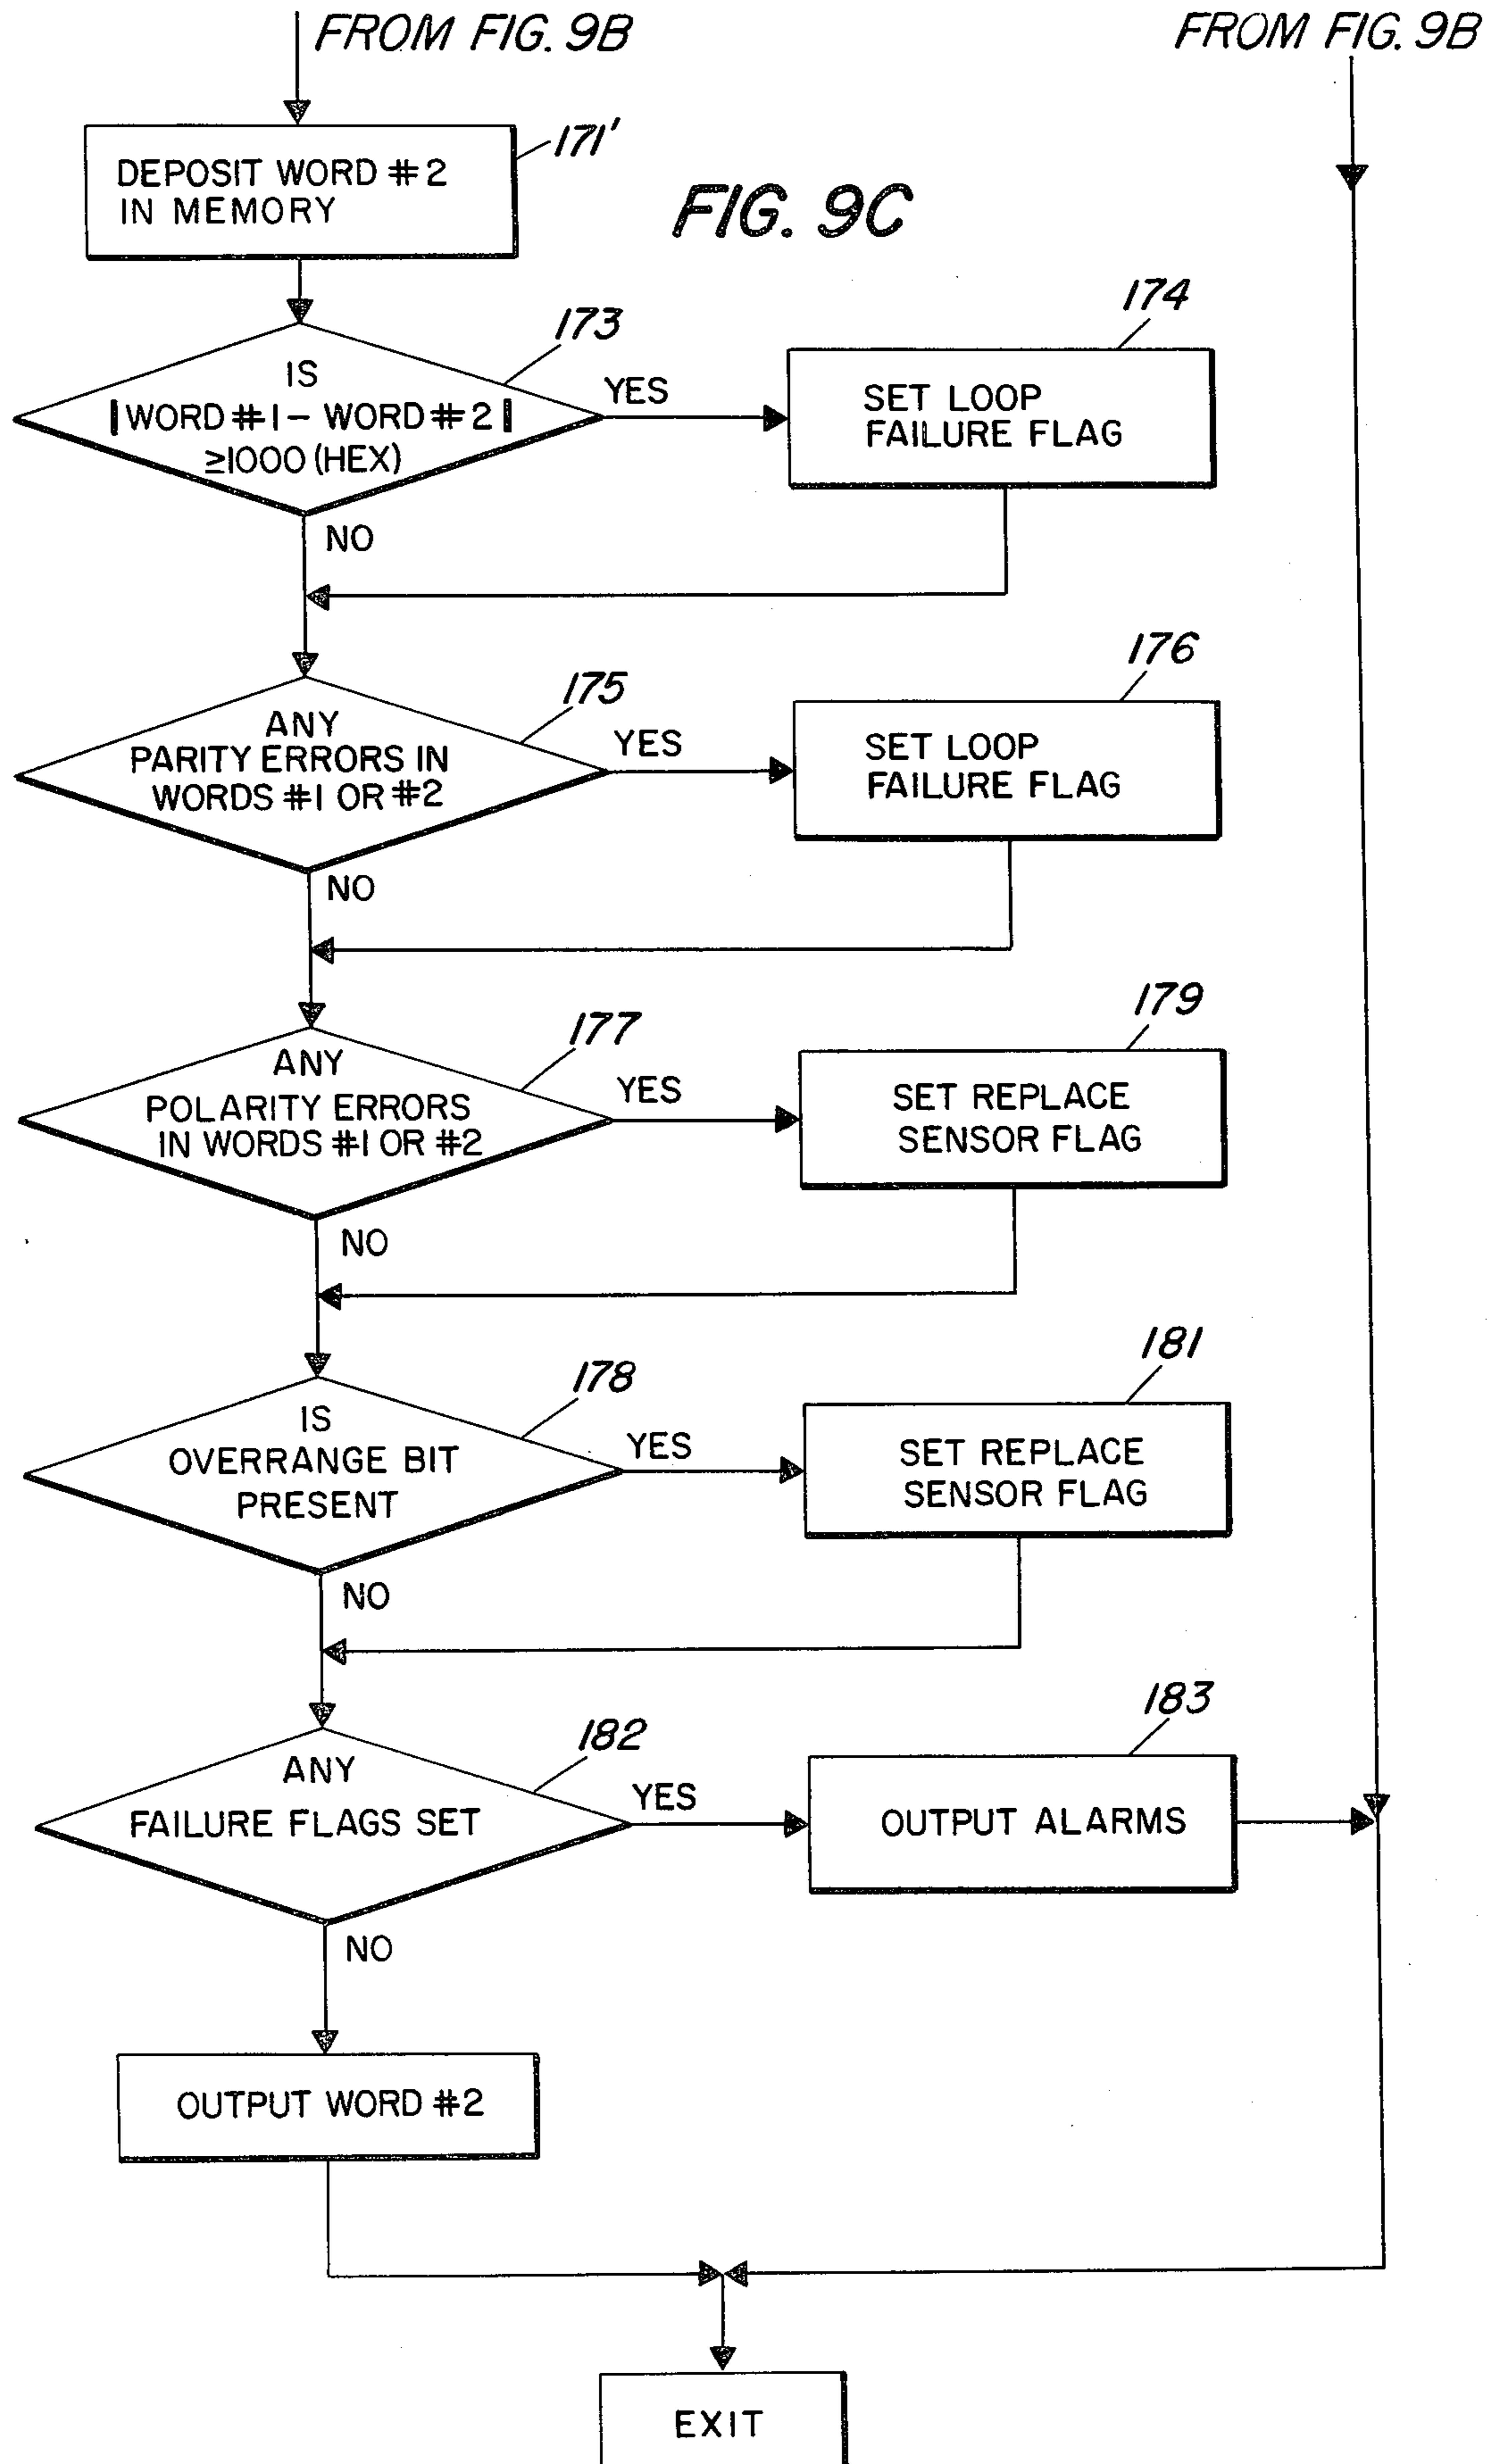 FROM FIG. 9B
FROM FIG. 9B
171'
DEPOSIT WORD #2
IN MEMORY
FIG. 9C
173
174
IS
|WORD #1 - WORD #2|
≥1000 (HEX)
YES
SET LOOP
FAILURE FLAG
NO
175
176
ANY
PARITY ERRORS IN
WORDS #1 OR #2
YES
SET LOOP
FAILURE FLAG
NO
177
179
ANY
POLARITY ERRORS
IN WORDS #1 OR #2
YES
SET REPLACE
SENSOR FLAG
NO
178
181
IS
OVERRANGE BIT
PRESENT
YES
SET REPLACE
SENSOR FLAG
NO
182
183
ANY
FAILURE FLAGS SET
YES
OUTPUT ALARMS
NO
OUTPUT WORD #2
EXIT